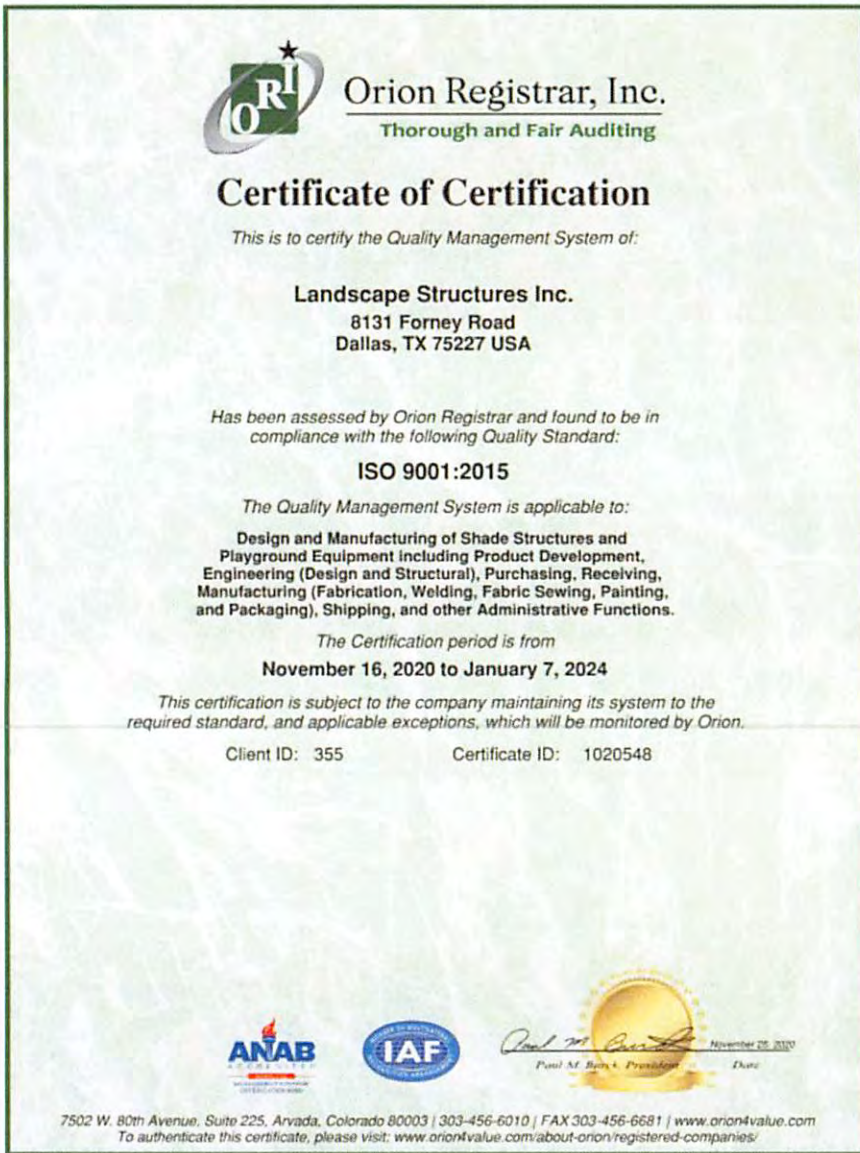 ORI
Orion Registrar, Inc.
Thorough and Fair Auditing
Certificate of Certification
This is to certify the Quality Management System of:
Landscape Structures Inc.
8131 Forney Road
Dallas, TX 75227 USA
Has been assessed by Orion Registrar and found to be in
compliance with the following Quality Standard:
ISO 9001:2015
The Quality Management System is applicable to:
Design and Manufacturing of Shade Structures and
Playground Equipment including Product Development,
Engineering (Design and Structural), Purchasing, Receiving,
Manufacturing (Fabrication, Welding, Fabric Sewing, Painting,
and Packaging), Shipping, and other Administrative Functions.
The Certification period is from
November 16, 2020 to January 7, 2024
This certification is subject to the company maintaining its system to the
required standard, and applicable exceptions, which will be monitored by Orion.
Client ID: 355 Certificate ID: 1020548
ANAB
ACCREDITED
IAF
Paul M. President
November 2020
Date
7502 W. 80th Avenue, Suite 225, Arvada, Colorado 80003 | 303-456-6010 | FAX 303-456-6681 | www.orion4value.com
To authenticate this certificate, please visit: www.orion4value.com/about-orion/registered-companies/